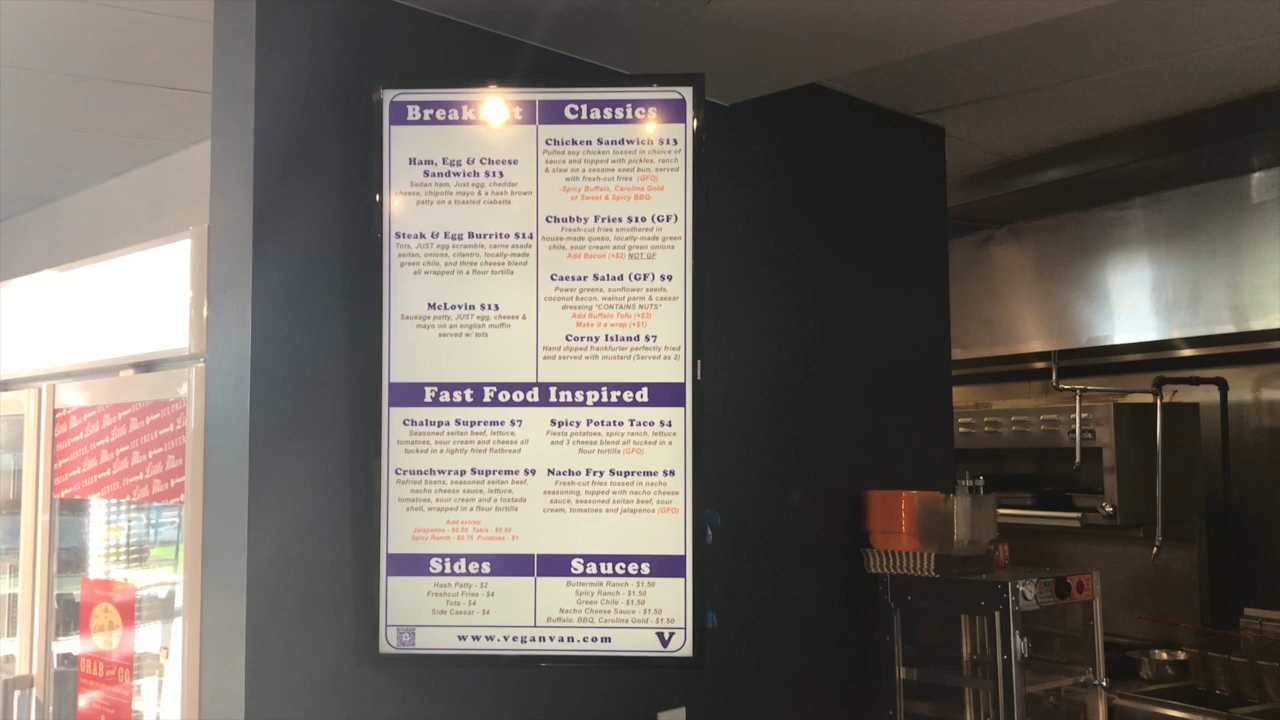 Breakfast
Ham, Egg & Cheese
Sandwich $13
Seitan ham, Just egg, cheddar
cheese, chipotle mayo & a hash brown
patty on a toasted ciabatta
Steak & Egg Burrito $14
Tots, JUST egg scramble, carne asade
seitan, onions, cilantro, locally-made
green chile, and three cheese blend
all wrapped in a flour tortilla
McLovin $13
Sausage patty, JUST egg, cheese &
mayo on an english muffin
served w/ tots
Classics
Chicken Sandwich $13
Pulled soy chicken tossed in choice of
sauce and topped with pickles, ranch
& slaw on a sesame seed bun, served
with fresh-cut fries (GFO)
-Spicy Buffalo, Carolina Gold
or Sweet & Spicy BBQ-
Chubby Fries $10 (GF)
Fresh-cut fries smothered in
house-made queso, locally-made green
chile, sour cream and green onions
Add Bacon (+$2) NOT GF
Caesar Salad (GF) $9
Power greens, sunflower seeds,
coconut bacon, walnut parm & caesar
dressing *CONTAINS NUTS*
Add Buffalo Tofu (+$3)
Make it a wrap (+$1)
Corny Island $7
Hand dipped frankfurter perfectly fried
and served with mustard (Served as 2)
Fast Food Inspired
Chalupa Supreme $7
Seasoned seitan beef, lettuce,
tomatoes, sour cream and cheese all
tucked in a lightly fried flatbread
Crunchwrap Supreme $9
Refried beans, seasoned seitan beef,
nacho cheese sauce, lettuce,
tomatoes, sour cream and a tostada
shell, wrapped in a flour tortilla
Add extras:
Jalapenos - $0.50 Takis - $0.50
Spicy Ranch - $0.75 Potatoes - $1
Spicy Potato Taco $4
Fiesta potatoes, spicy ranch, lettuce
and 3 cheese blend all tucked in a
flour tortilla (GFO)
Nacho Fry Supreme $8
Fresh-cut fries tossed in nacho
seasoning, topped with nacho cheese
sauce, seasoned seitan beef, sour
cream, tomatoes and jalapenos (GFO)
Sides
Hash Patty - $2
Freshcut Fries - $4
Tots - $4
Side Caesar - $4
Sauces
Buttermilk Ranch - $1.50
Spicy Ranch - $1.50
Green Chile - $1.50
Nacho Cheese Sauce - $1.50
Buffalo, BBQ, Carolina Gold - $1.50
www.veganvan.com
V
Little Man
ICE CREAM
DENVER, CO
GRAB and GO